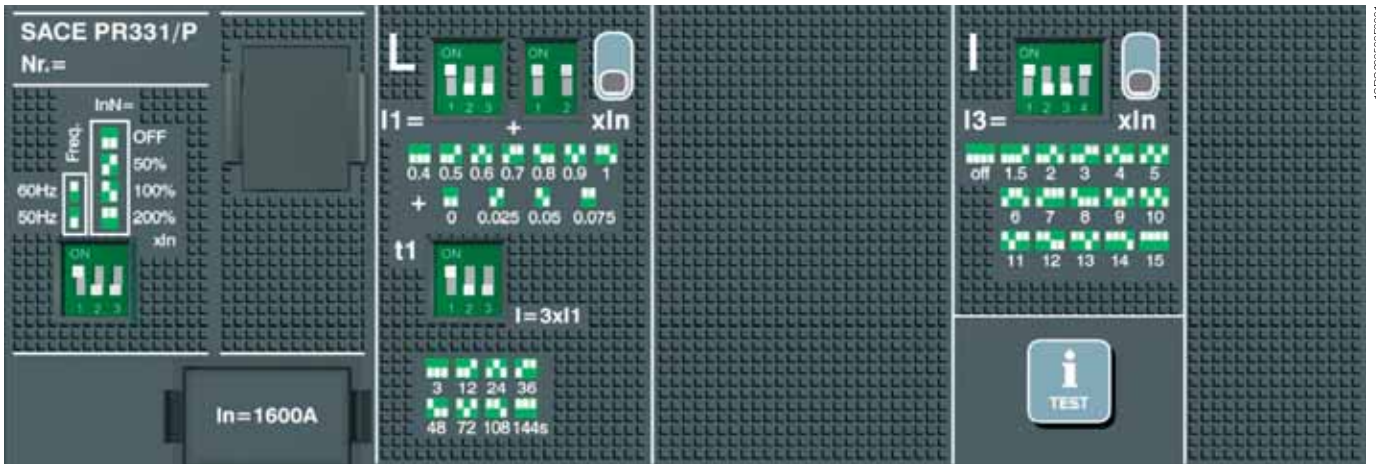 SACE PR331/P
Nr.=
InN=
Freq.
OFF
50%
60Hz
100%
50Hz
200%
xIn
ON
1 2 3
In=1600A
L
ON
1 2 3
ON
1 2
I1=
+
xIn
0.4 0.5 0.6 0.7 0.8 0.9 1
+
0 0.025 0.05 0.075
t1
ON
1 2 3
I=3xI1
3 12 24 36
48 72 108 144s
I
ON
1 2 3 4
I3=
xIn
off 1.5 2 3 4 5
6 7 8 9 10
11 12 13 14 15
i
TEST